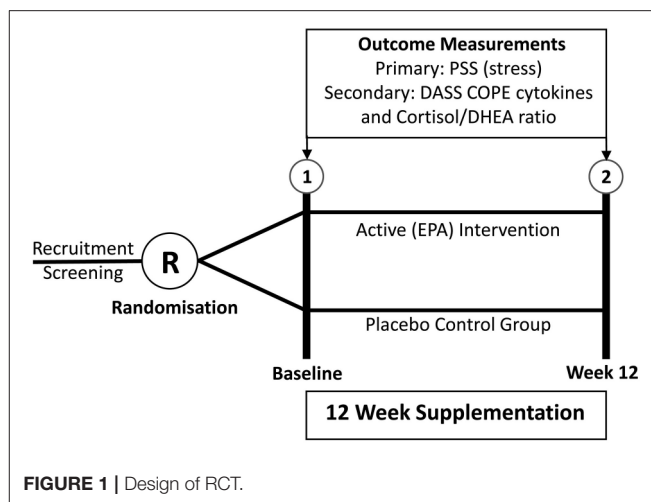 Outcome Measurements
Primary: PSS (stress)
Secondary: DASS COPE cytokines
and Cortisol/DHEA ratio
1
2
Active (EPA) Intervention
Recruitment
Screening
R
Randomisation
Placebo Control Group
Baseline
Week 12
12 Week Supplementation
FIGURE 1 | Design of RCT.